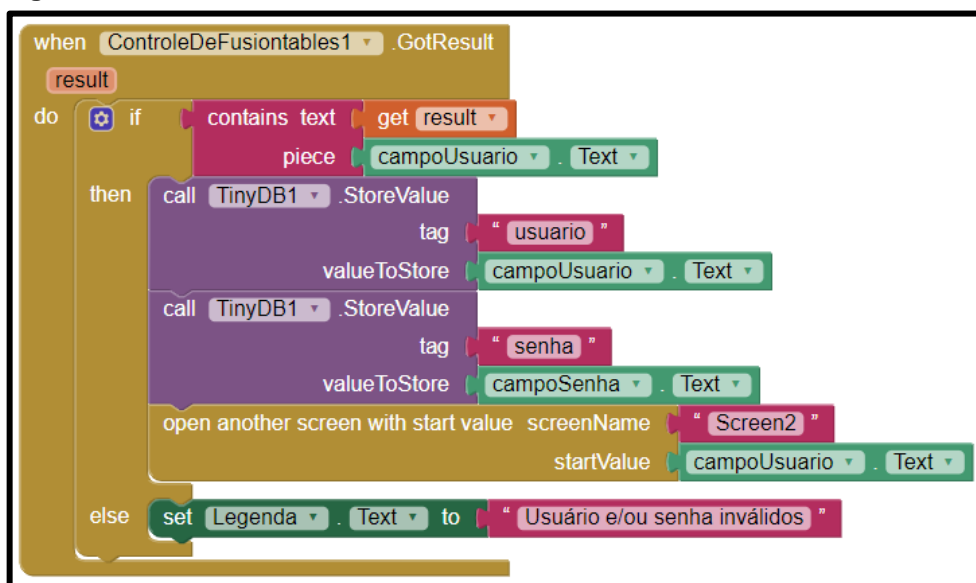 when ControleDeFusiontables1 .GotResult
result
do if contains text get result
piece campoUsuario . Text
then call TinyDB1 .StoreValue
tag " usuario "
valueToStore campoUsuario . Text
call TinyDB1 .StoreValue
tag " senha "
valueToStore campoSenha . Text
open another screen with start value screenName " Screen2 "
startValue campoUsuario . Text
else set Legenda . Text to " Usuário e/ou senha inválidos "